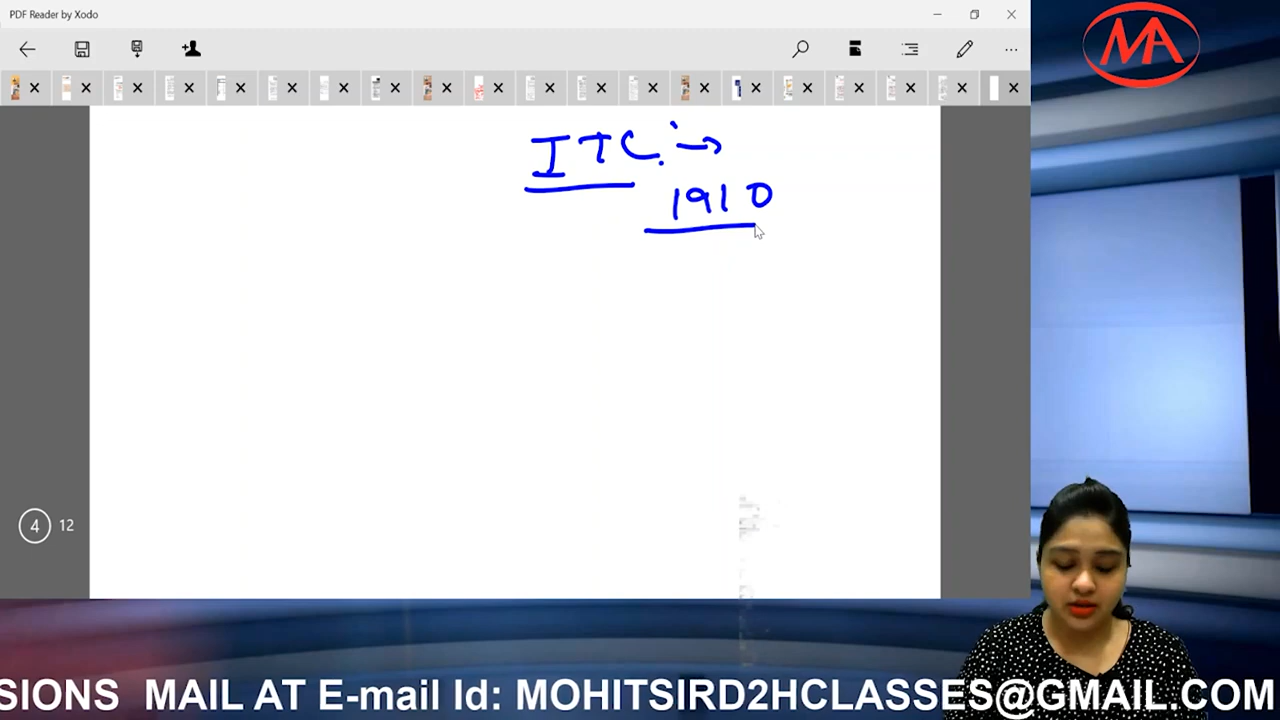 PDF Reader by Xodo
MA
ITC →
1910
4 12
SIONS MAIL AT E-mail Id: MOHITSIRD2HCLASSES@GMAIL.COM